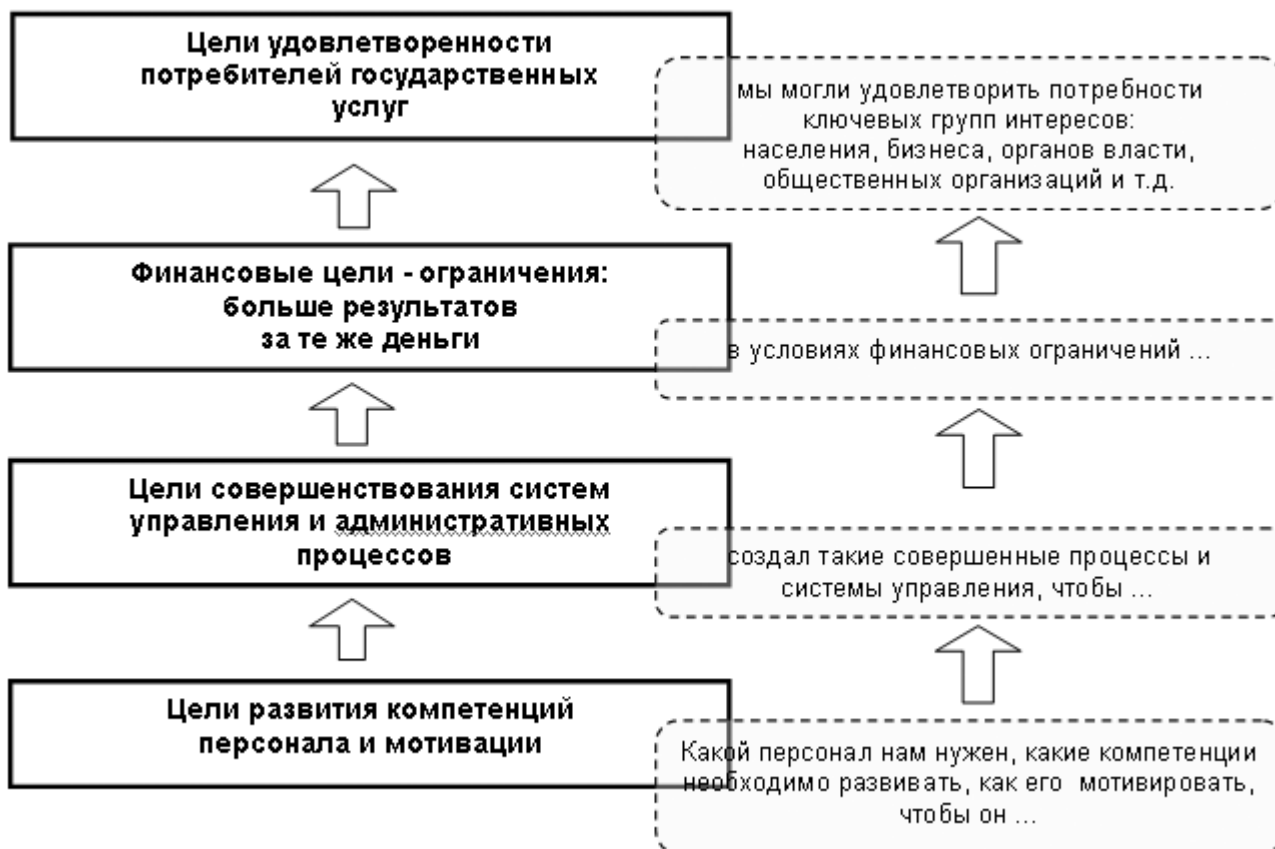 Цели удовлетворенности
потребителей государственных
услуг
мы могли удовлетворить потребности
ключевых групп интересов:
населения, бизнеса, органов власти,
общественных организаций и т.д.
Финансовые цели - ограничения:
больше результатов
за те же деньги
в условиях финансовых ограничений ...
Цели совершенствования систем
управления и административных
процессов
создал такие совершенные процессы и
системы управления, чтобы ...
Цели развития компетенций
персонала и мотивации
Какой персонал нам нужен, какие компетенции
необходимо развивать, как его мотивировать,
чтобы он ...